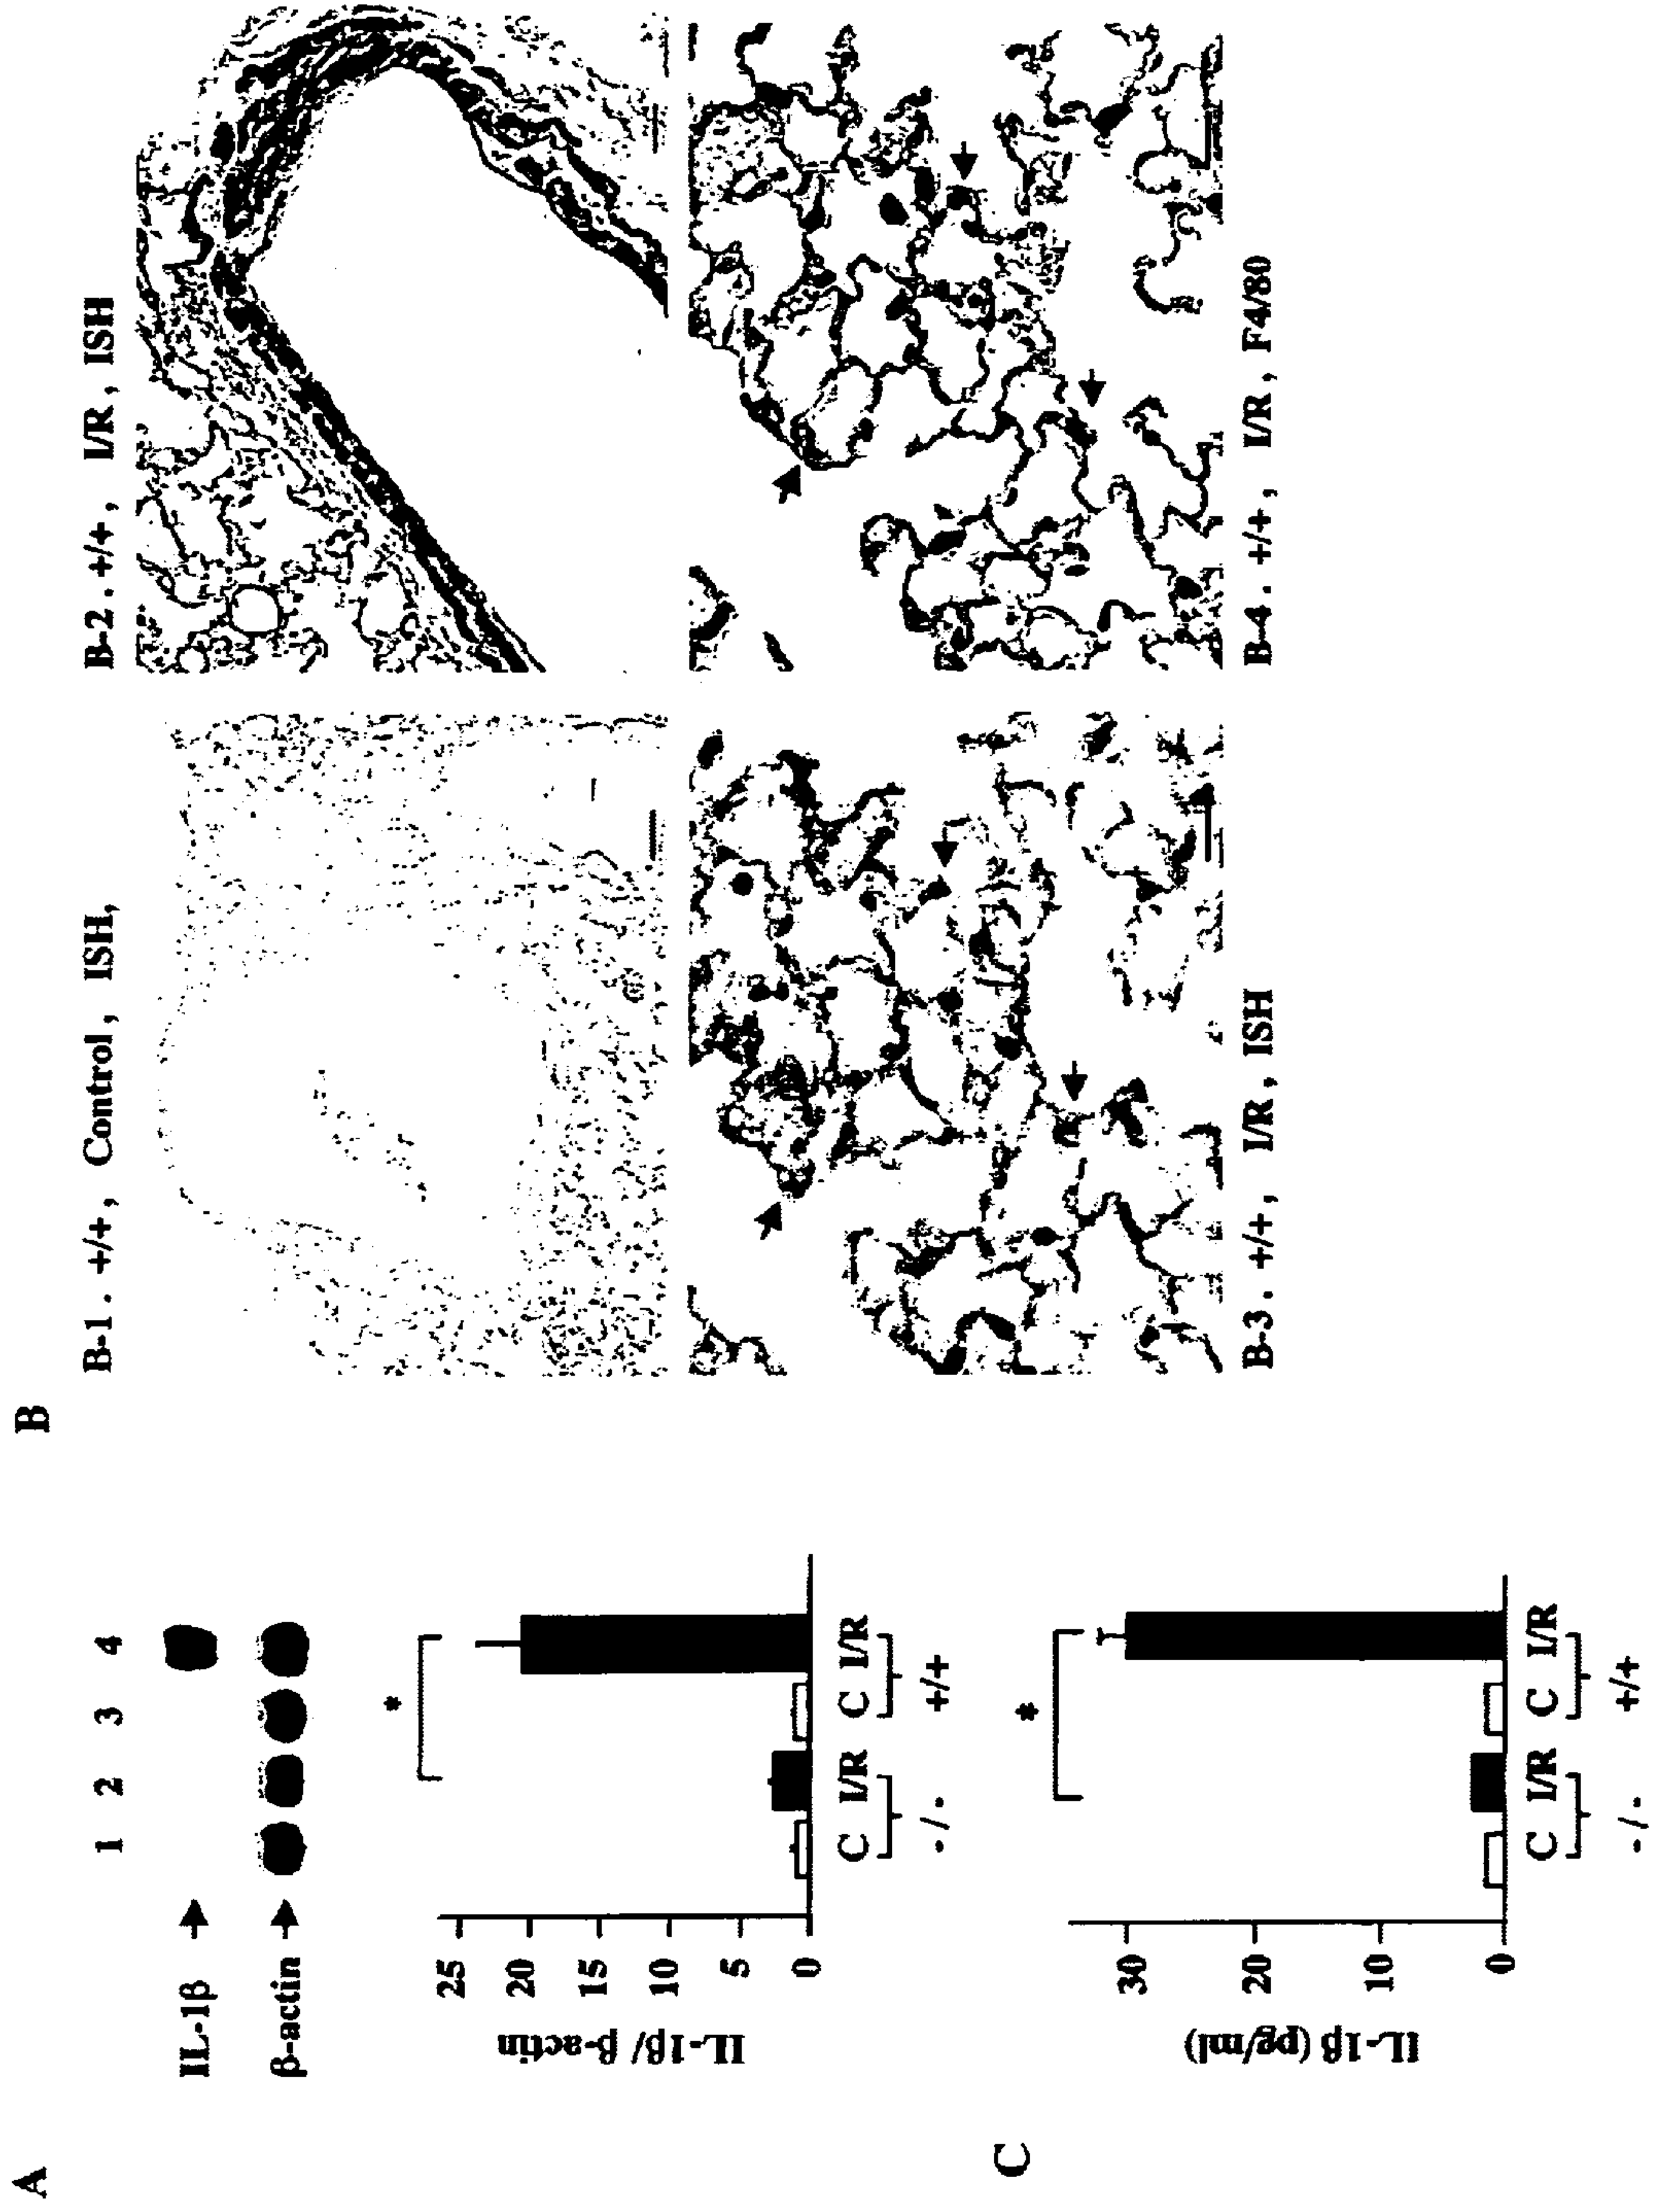 A
1 2 3 4
IL-1β
β-actin
IL-1β/ β-actin
25
20
15
10
5
0
*
C I/R C I/R
-/- +/+
B
B-1. +/+, Control, ISH,
B-2. +/+, I/R, ISH
B-3. +/+, I/R, ISH
B-4. +/+, I/R, F4/80
C
IL-1β (pg/ml)
30
20
10
0
*
C I/R C I/R
-/- +/+